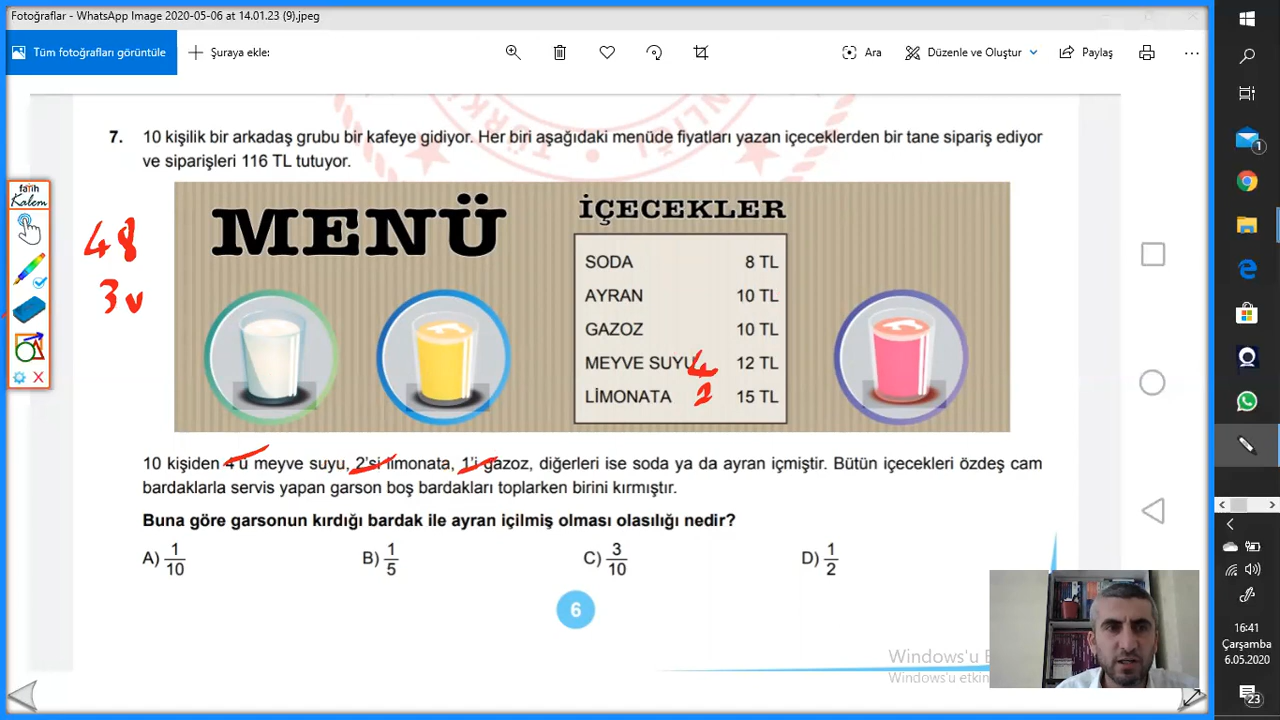 Fotoğraflar - WhatsApp Image 2020-05-06 at 14.01.23 (9).jpeg
Tüm fotoğrafları görüntüle
Şuraya ekle:
Ara
Düzenle ve Oluştur
Paylaş
7. 10 kişilik bir arkadaş grubu bir kafeye gidiyor. Her biri aşağıdaki menüde fiyatları yazan içeceklerden bir tane sipariş ediyor
ve siparişleri 116 TL tutuyor.
fatih
Kalem
48
MENÜ
İÇECEKLER
SODA 8 TL
AYRAN 10 TL
GAZOZ 10 TL
MEYVE SUYU 4 12 TL
LİMONATA 15 TL
10 kişiden 4'ü meyve suyu, 2'si limonata, 1'i gazoz, diğerleri ise soda ya da ayran içmiştir. Bütün içecekleri özdeş cam
bardaklarla servis yapan garson boş bardakları toplarken birini kırmıştır.
Buna göre garsonun kırdığı bardak ile ayran içilmiş olması olasılığı nedir?
A) 1/10 B) 1/5 C) 3/10 D) 1/2
6
Windows'u
Windows'u etkin
1
16:41
Çarşamba
6.05.2020
23